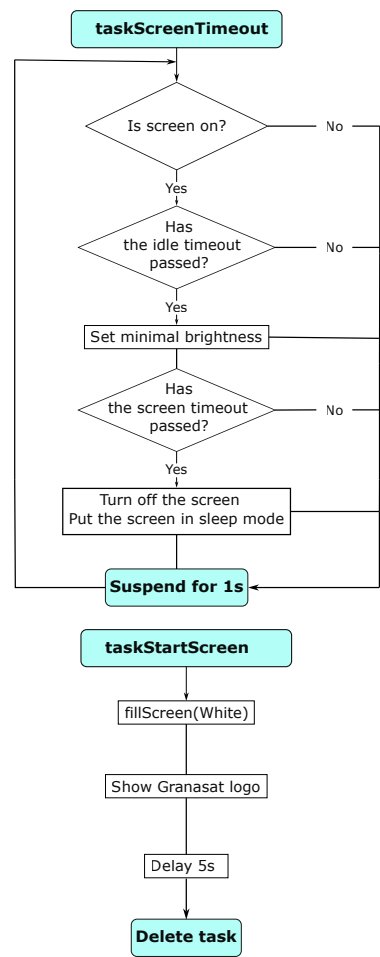 taskScreenTimeout
Is screen on?
No
Yes
Has
the idle timeout
passed?
No
Yes
Set minimal brightness
Has
the screen timeout
passed?
No
Yes
Turn off the screen
Put the screen in sleep mode
Suspend for 1s
taskStartScreen
fillScreen(White)
Show Granasat logo
Delay 5s
Delete task